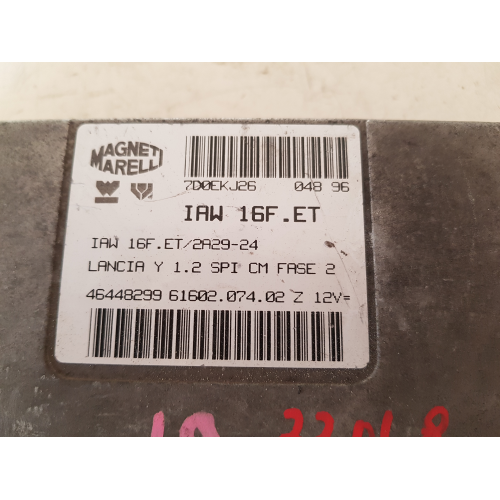 MAGNETI
MARELLI
7D0EKJ26 048 96
IAW 16F.ET
IAW 16F.ET/2A29-24
LANCIA Y 1.2 SPI CM FASE 2
46448299 61602.074.02 Z 12V=